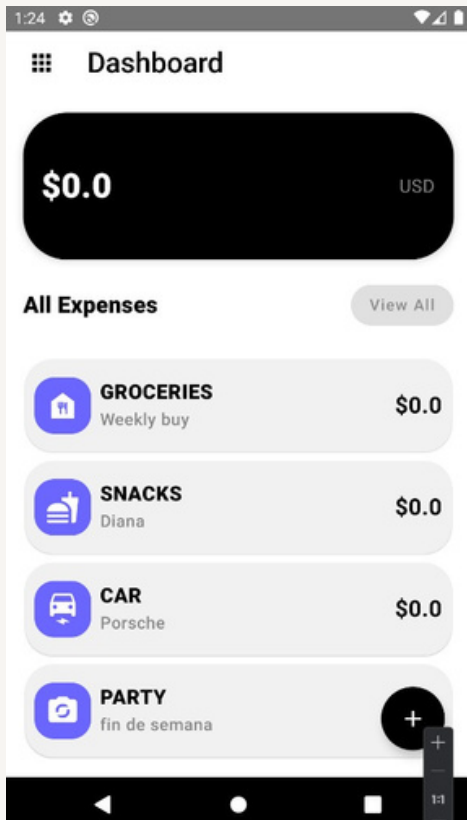 1:24
Dashboard
$0.0
USD
All Expenses
View All
GROCERIES
Weekly buy
$0.0
SNACKS
Diana
$0.0
CAR
Porsche
$0.0
PARTY
fin de semana
+
+
1:1